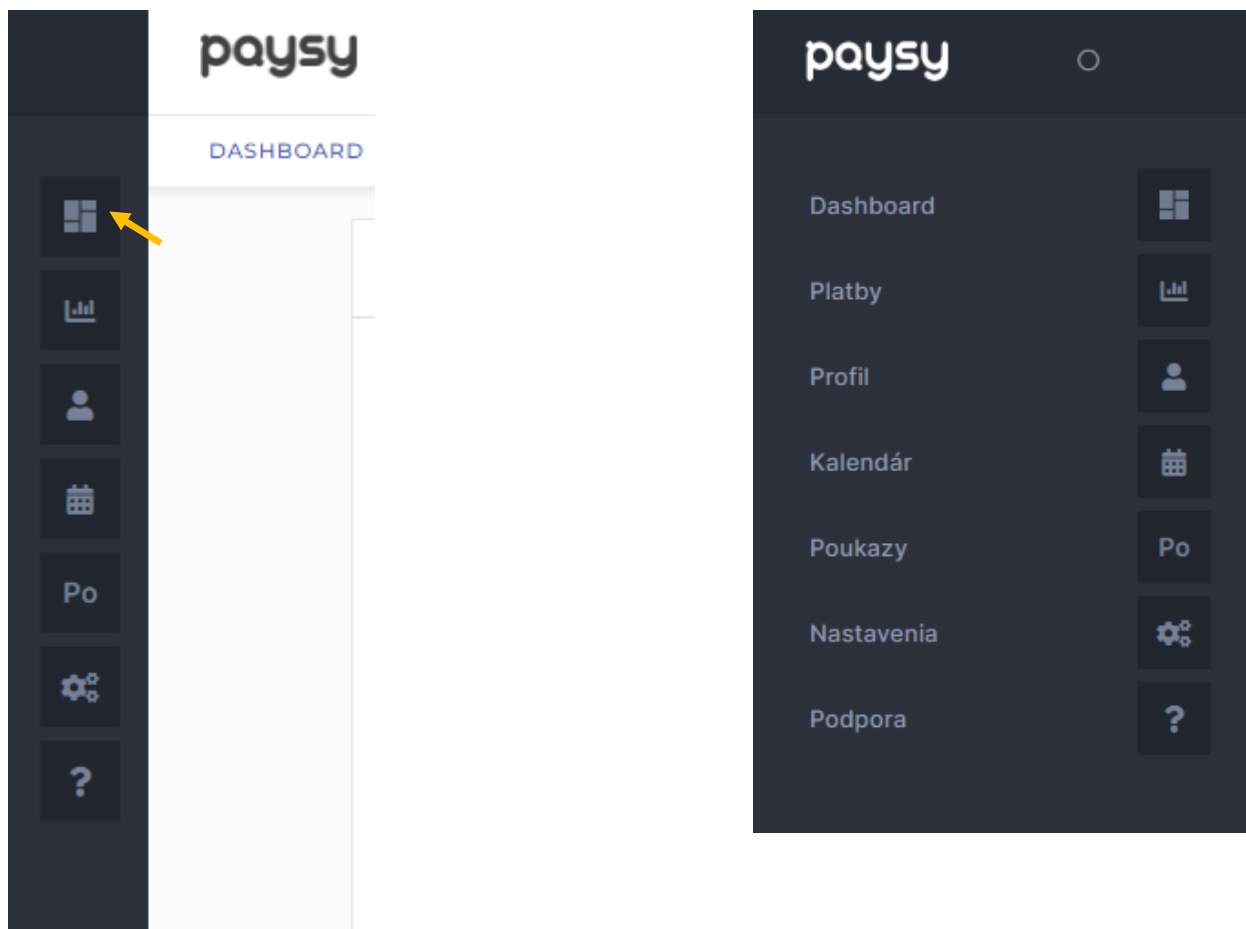 paysy
DASHBOARD
Po
?
paysy
Dashboard
Platby
Profil
Kalendár
Poukazy Po
Nastavenia
Podpora ?